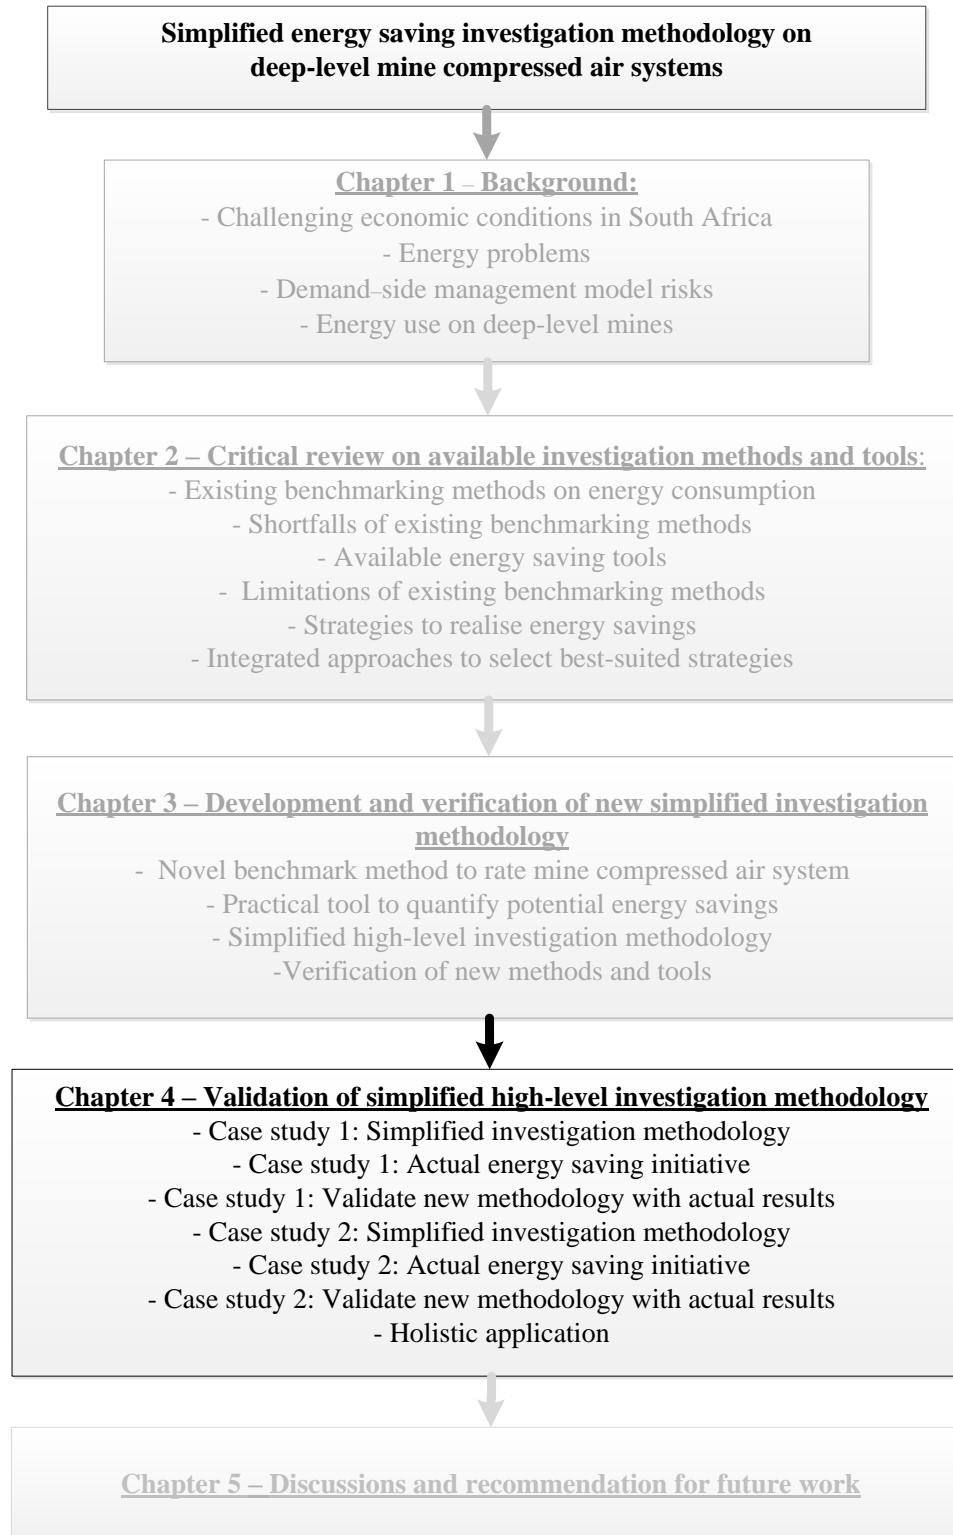 Simplified energy saving investigation methodology on
deep-level mine compressed air systems
Chapter 1 – Background:
- Challenging economic conditions in South Africa
- Energy problems
- Demand–side management model risks
- Energy use on deep-level mines
Chapter 2 – Critical review on available investigation methods and tools:
- Existing benchmarking methods on energy consumption
- Shortfalls of existing benchmarking methods
- Available energy saving tools
- Limitations of existing benchmarking methods
- Strategies to realise energy savings
- Integrated approaches to select best-suited strategies
Chapter 3 – Development and verification of new simplified investigation
methodology
- Novel benchmark method to rate mine compressed air system
- Practical tool to quantify potential energy savings
- Simplified high-level investigation methodology
-Verification of new methods and tools
Chapter 4 – Validation of simplified high-level investigation methodology
- Case study 1: Simplified investigation methodology
- Case study 1: Actual energy saving initiative
- Case study 1: Validate new methodology with actual results
- Case study 2: Simplified investigation methodology
- Case study 2: Actual energy saving initiative
- Case study 2: Validate new methodology with actual results
- Holistic application
Chapter 5 – Discussions and recommendation for future work